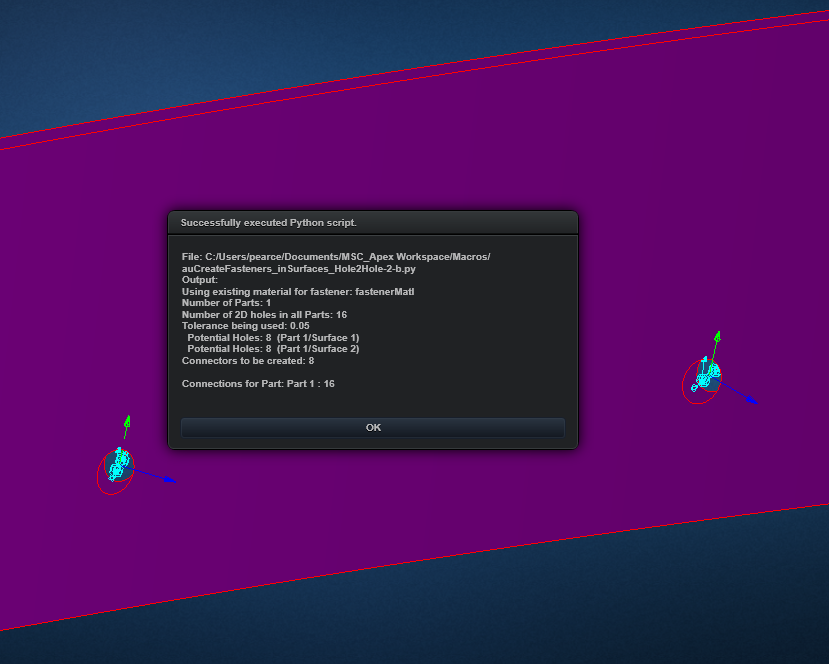 Successfully executed Python script.
File: C:/Users/pearce/Documents/MSC_Apex Workspace/Macros/
auCreateFasteners_inSurfaces_Hole2Hole-2-b.py
Output:
Using existing material for fastener: fastenerMatl
Number of Parts: 1
Number of 2D holes in all Parts: 16
Tolerance being used: 0.05
Potential Holes: 8  (Part 1/Surface 1)
Potential Holes: 8  (Part 1/Surface 2)
Connectors to be created: 8
Connections for Part: Part 1 : 16
OK